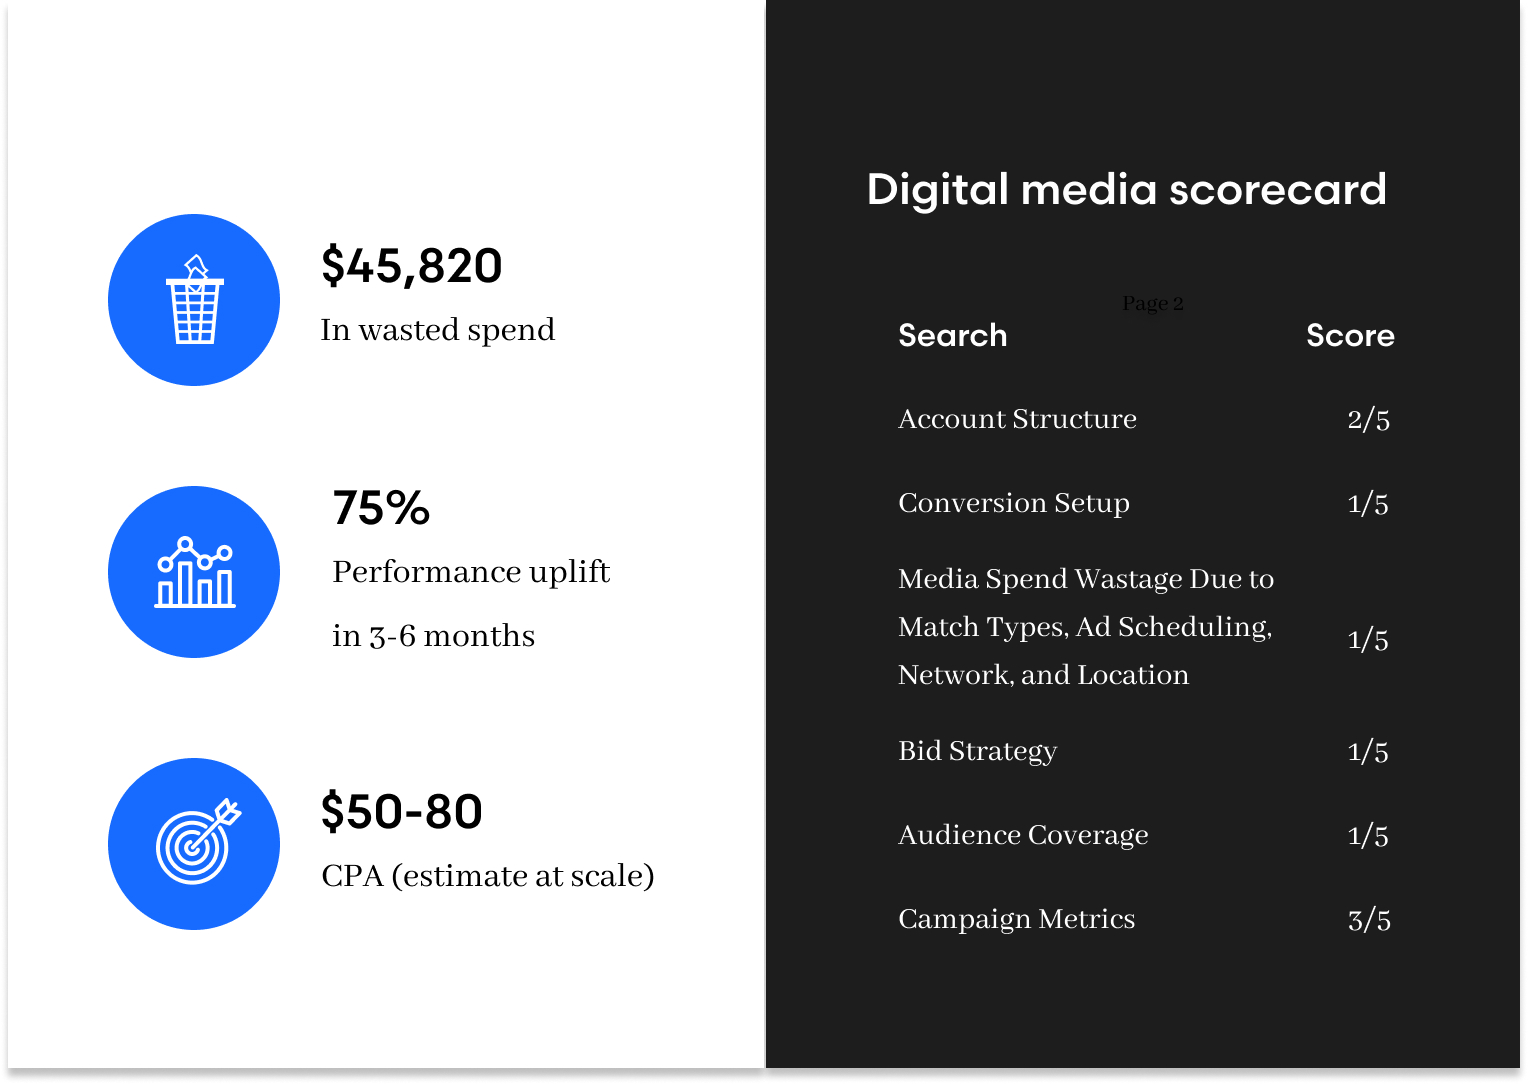 $45,820
In wasted spend
75%
Performance uplift
in 3-6 months
$50-80
CPA (estimate at scale)
Digital media scorecard
Page 2
Search Score
Account Structure 2/5
Conversion Setup 1/5
Media Spend Wastage Due to
Match Types, Ad Scheduling,
Network, and Location 1/5
Bid Strategy 1/5
Audience Coverage 1/5
Campaign Metrics 3/5